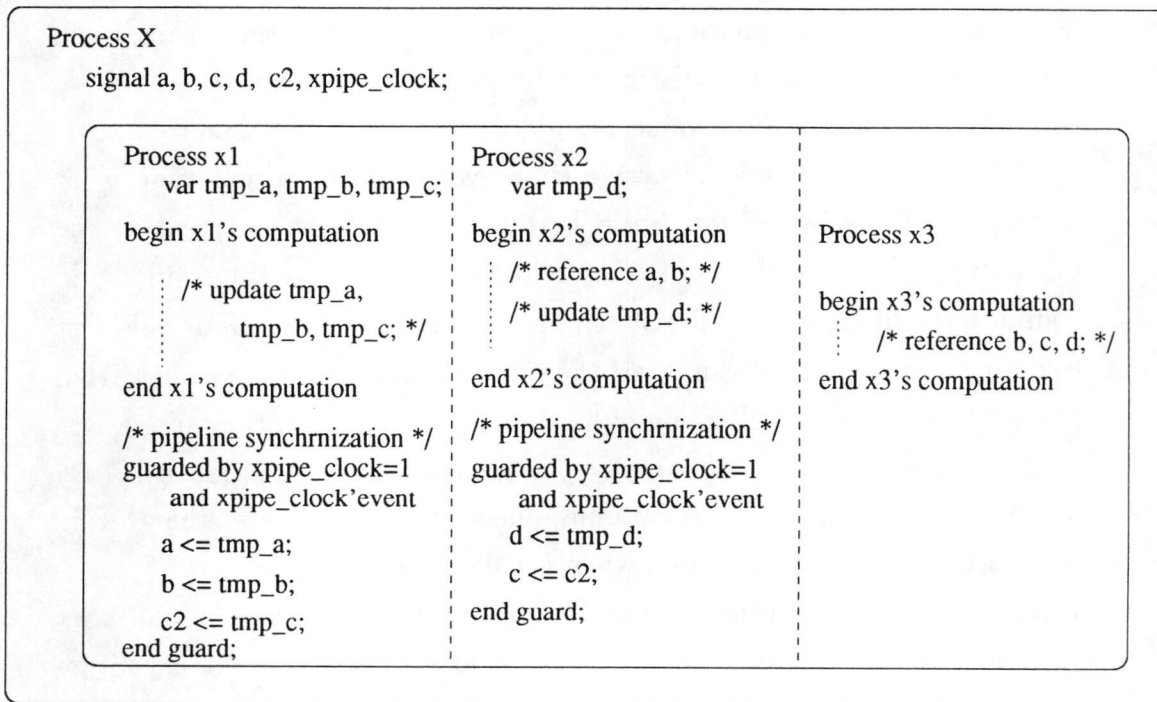 Process X
signal a, b, c, d, c2, xpipe_clock;
Process x1
var tmp_a, tmp_b, tmp_c;
begin x1's computation
/* update tmp_a,
tmp_b, tmp_c; */
end x1's computation
/* pipeline synchrnization */
guarded by xpipe_clock=1
and xpipe_clock'event
a <= tmp_a;
b <= tmp_b;
c2 <= tmp_c;
end guard;
Process x2
var tmp_d;
begin x2's computation
/* reference a, b; */
/* update tmp_d; */
end x2's computation
/* pipeline synchrnization */
guarded by xpipe_clock=1
and xpipe_clock'event
d <= tmp_d;
c <= c2;
end guard;
Process x3
begin x3's computation
/* reference b, c, d; */
end x3's computation